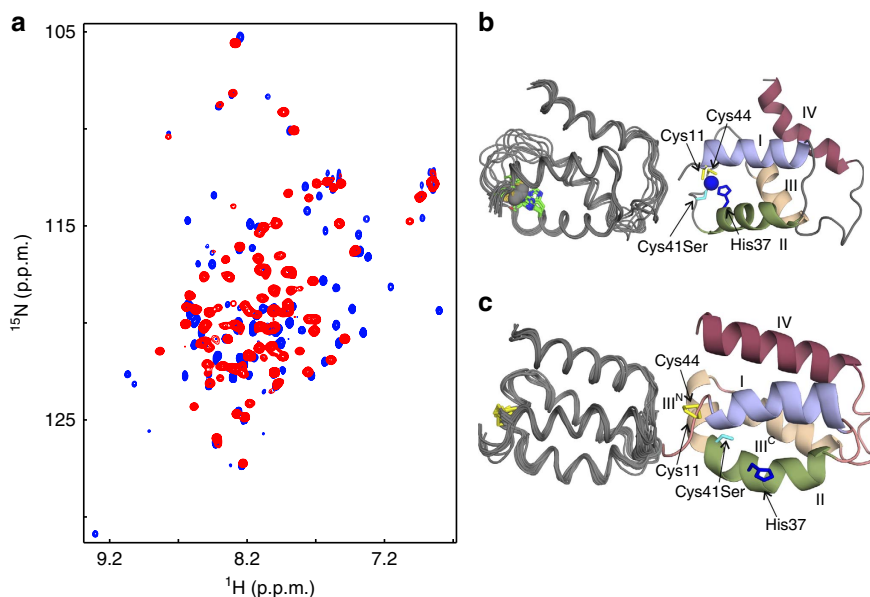 a
105
115
125
¹⁵N (p.p.m.)
9.2
8.2
7.2
¹H (p.p.m.)
b
Cys44
Cys11
I
IV
III
Cys41Ser
His37
II
c
IV
Cys44
I
IIIᴺ
IIIᶜ
Cys11
Cys41Ser
II
His37